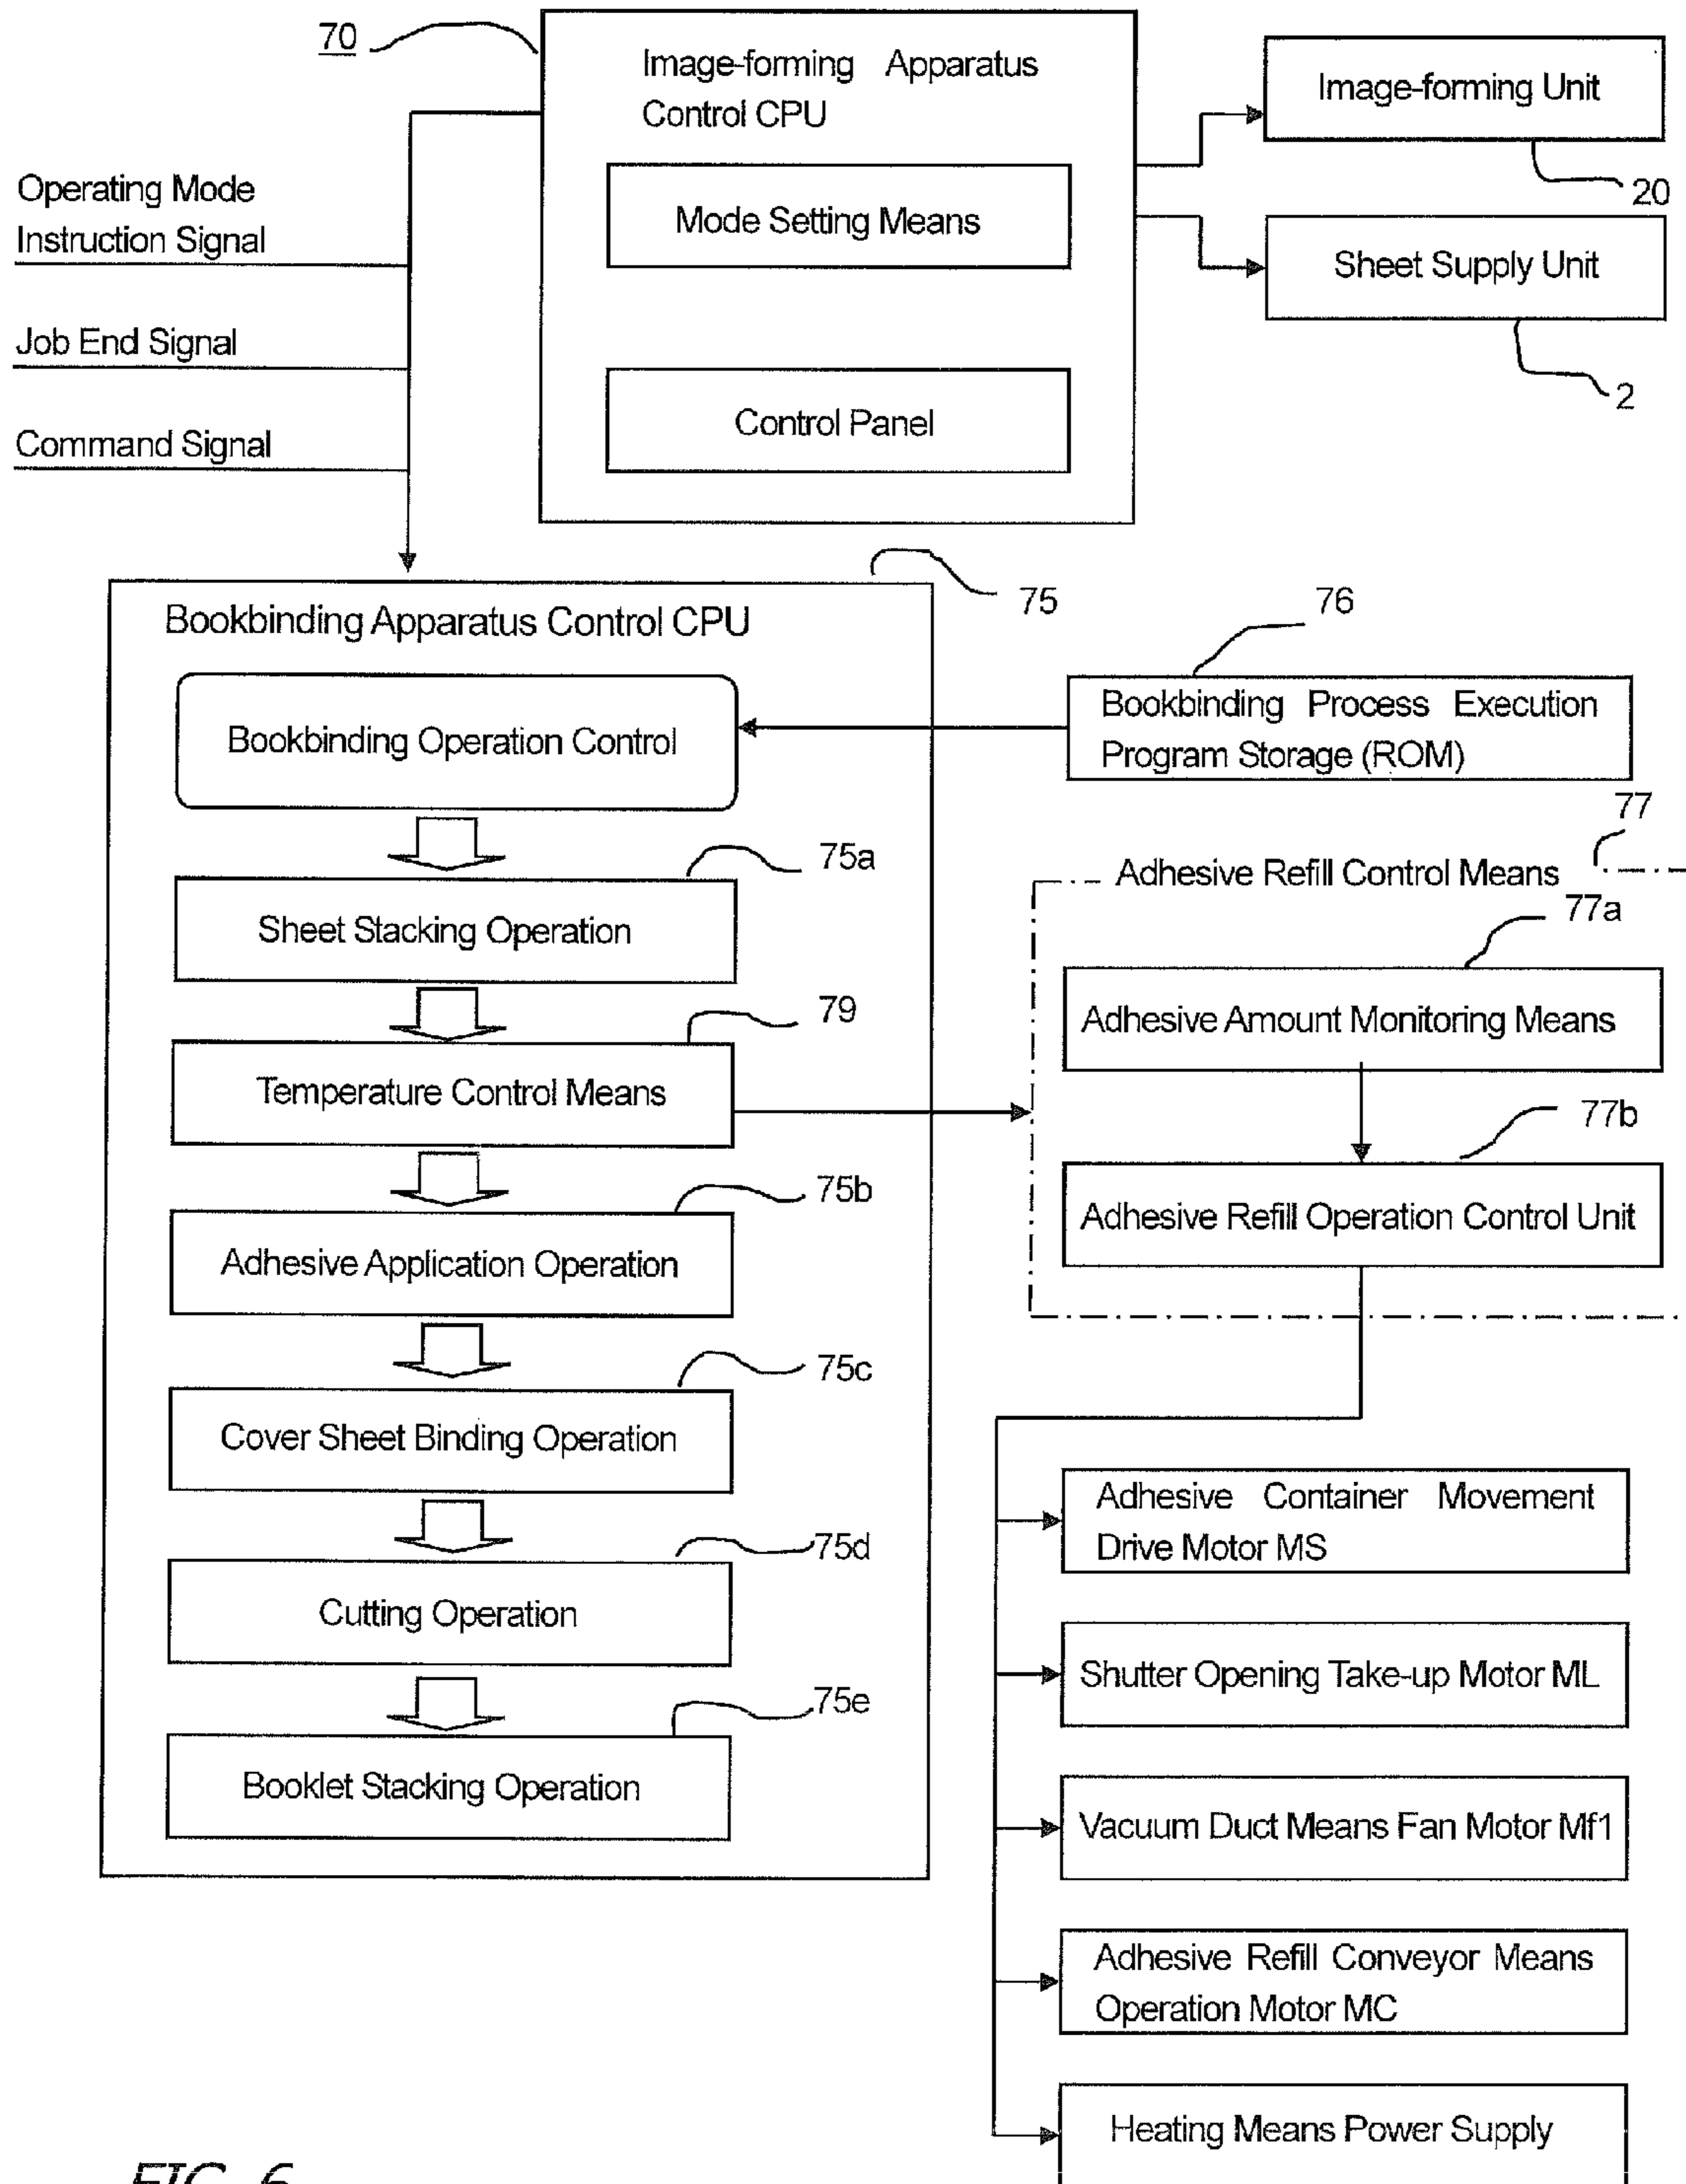 70
Image-forming Apparatus
Control CPU
Mode Setting Means
Control Panel
Image-forming Unit
20
Sheet Supply Unit
2
Operating Mode
Instruction Signal
Job End Signal
Command Signal
75
Bookbinding Apparatus Control CPU
Bookbinding Operation Control
76
Bookbinding Process Execution
Program Storage (ROM)
75a
Sheet Stacking Operation
79
Temperature Control Means
75b
Adhesive Application Operation
75c
Cover Sheet Binding Operation
75d
Cutting Operation
75e
Booklet Stacking Operation
77
Adhesive Refill Control Means
77a
Adhesive Amount Monitoring Means
77b
Adhesive Refill Operation Control Unit
Adhesive Container Movement
Drive Motor MS
Shutter Opening Take-up Motor ML
Vacuum Duct Means Fan Motor Mf1
Adhesive Refill Conveyor Means
Operation Motor MC
Heating Means Power Supply
FIG. 6